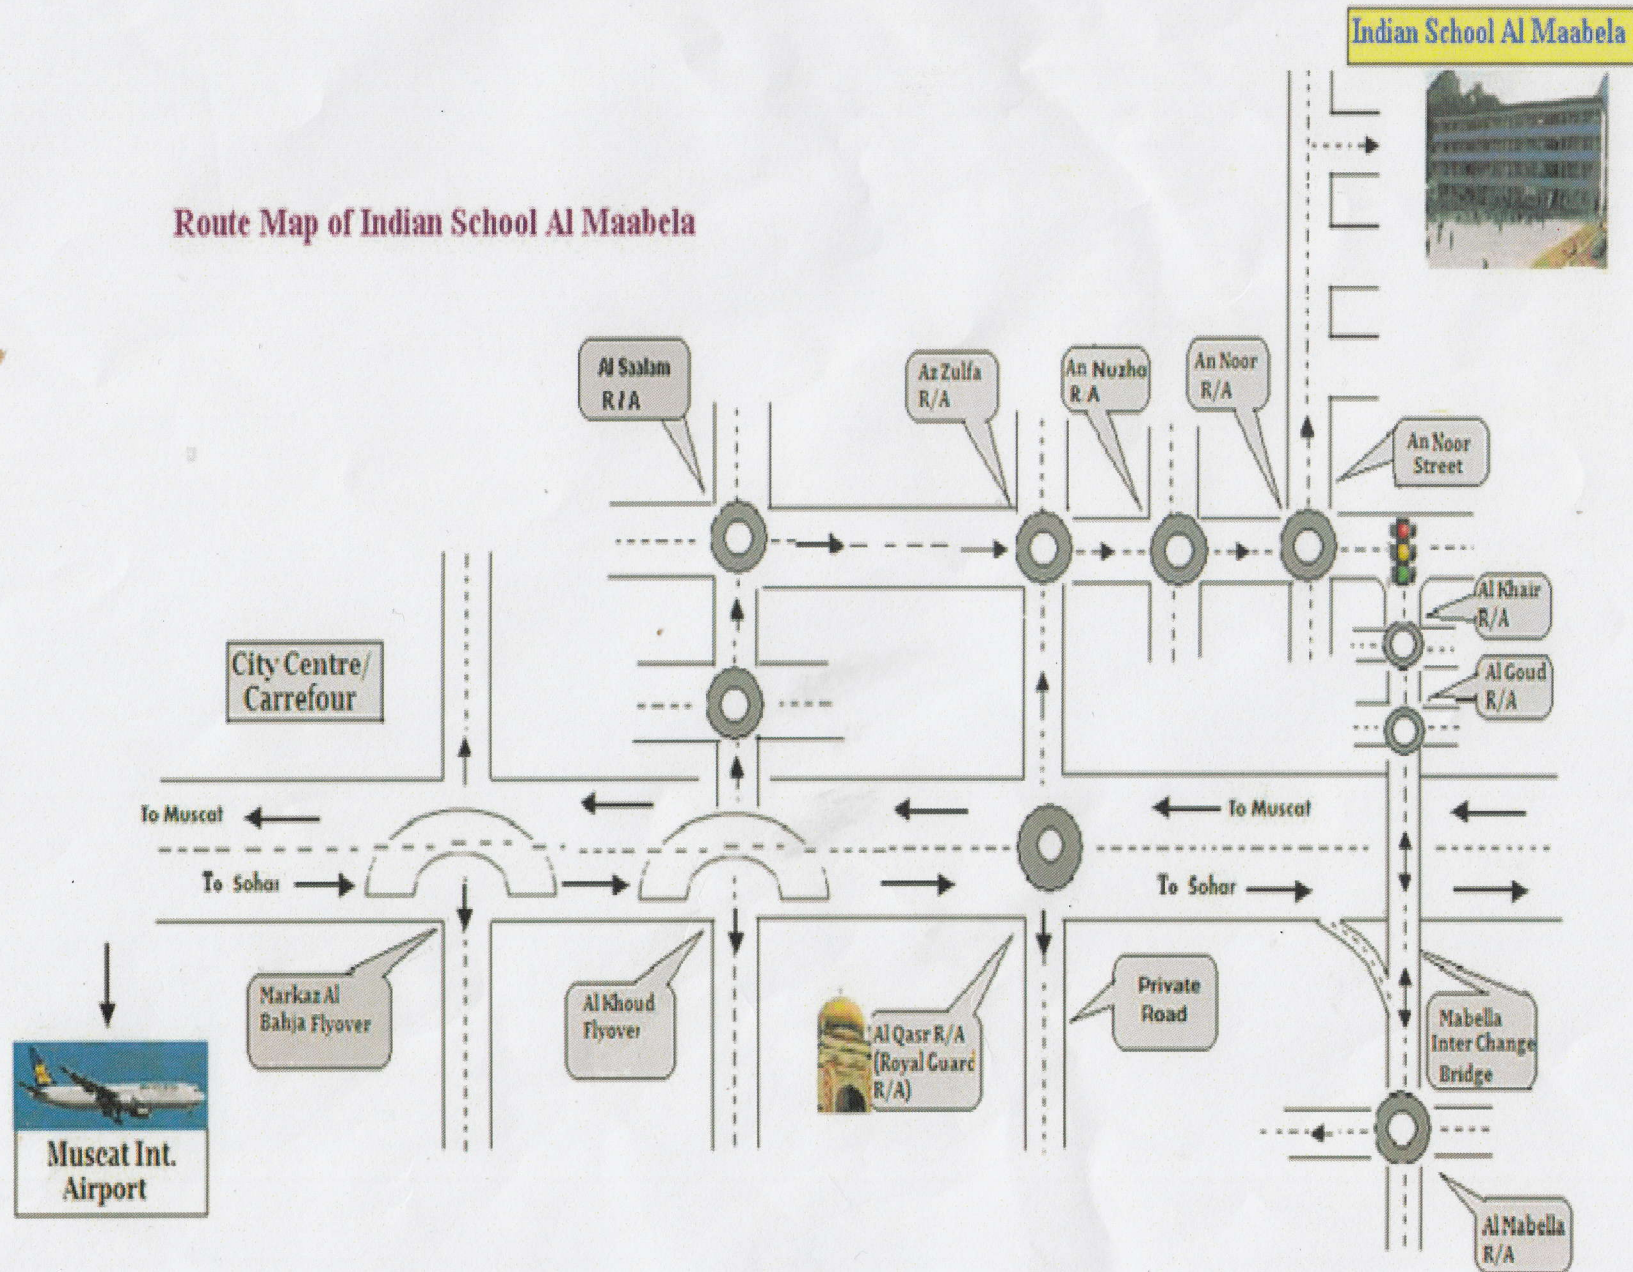 Indian School Al Maabela
Route Map of Indian School Al Maabela
Al Saalam
R/A
Az Zulfa
R/A
An Nuzho
R A
An Noor
R/A
An Noor
Street
Al Khair
R/A
Al Goud
R/A
City Centre/
Carrefour
To Muscat
To Muscat
To Sohar
To Sohar
Markaz Al
Bahja Flyover
Al Khoud
Flyover
Al Qasr R/A
(Royal Guard
R/A)
Private
Road
Mabella
Inter Change
Bridge
Muscat Int.
Airport
Al Mabella
R/A